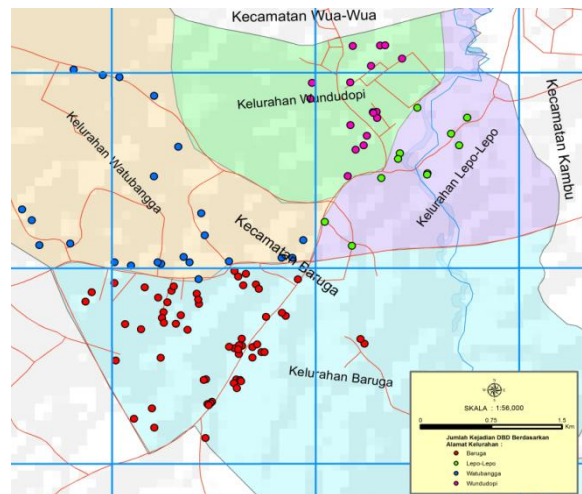 Kecamatan Wua-Wua
Kelurahan Wundudopi
Kecamatan Kambu
Kelurahan Watubangga
Kelurahan Lepo-Lepo
Kecamatan Baruga
Kelurahan Baruga
SKALA : 1:56,000
0 0.75 1.5
Km
Jumlah Kejadian DBD Berdasarkan
Alamat Kelurahan :
Baruga
Lepo-Lepo
Watubangga
Wundudopi